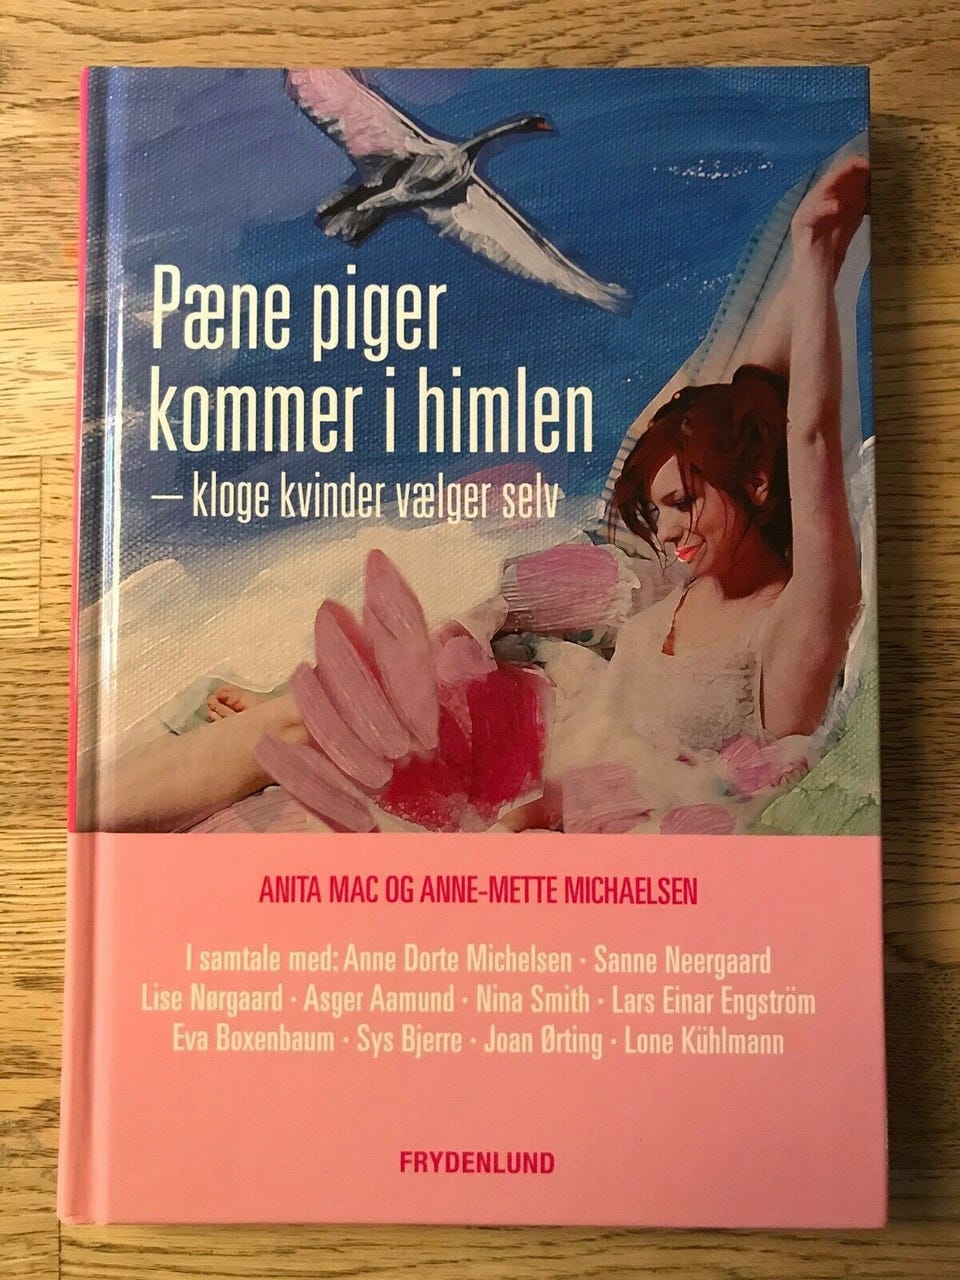 Pæne piger
kommer i himlen
– kloge kvinder vælger selv
ANITA MAC OG ANNE-METTE MICHAELSEN
I samtale med: Anne Dorte Michelsen · Sanne Neergaard
Lise Nørgaard · Asger Aamund · Nina Smith · Lars Einar Engström
Eva Boxenbaum · Sys Bjerre · Joan Ørting · Lone Kühlmann
FRYDENLUND